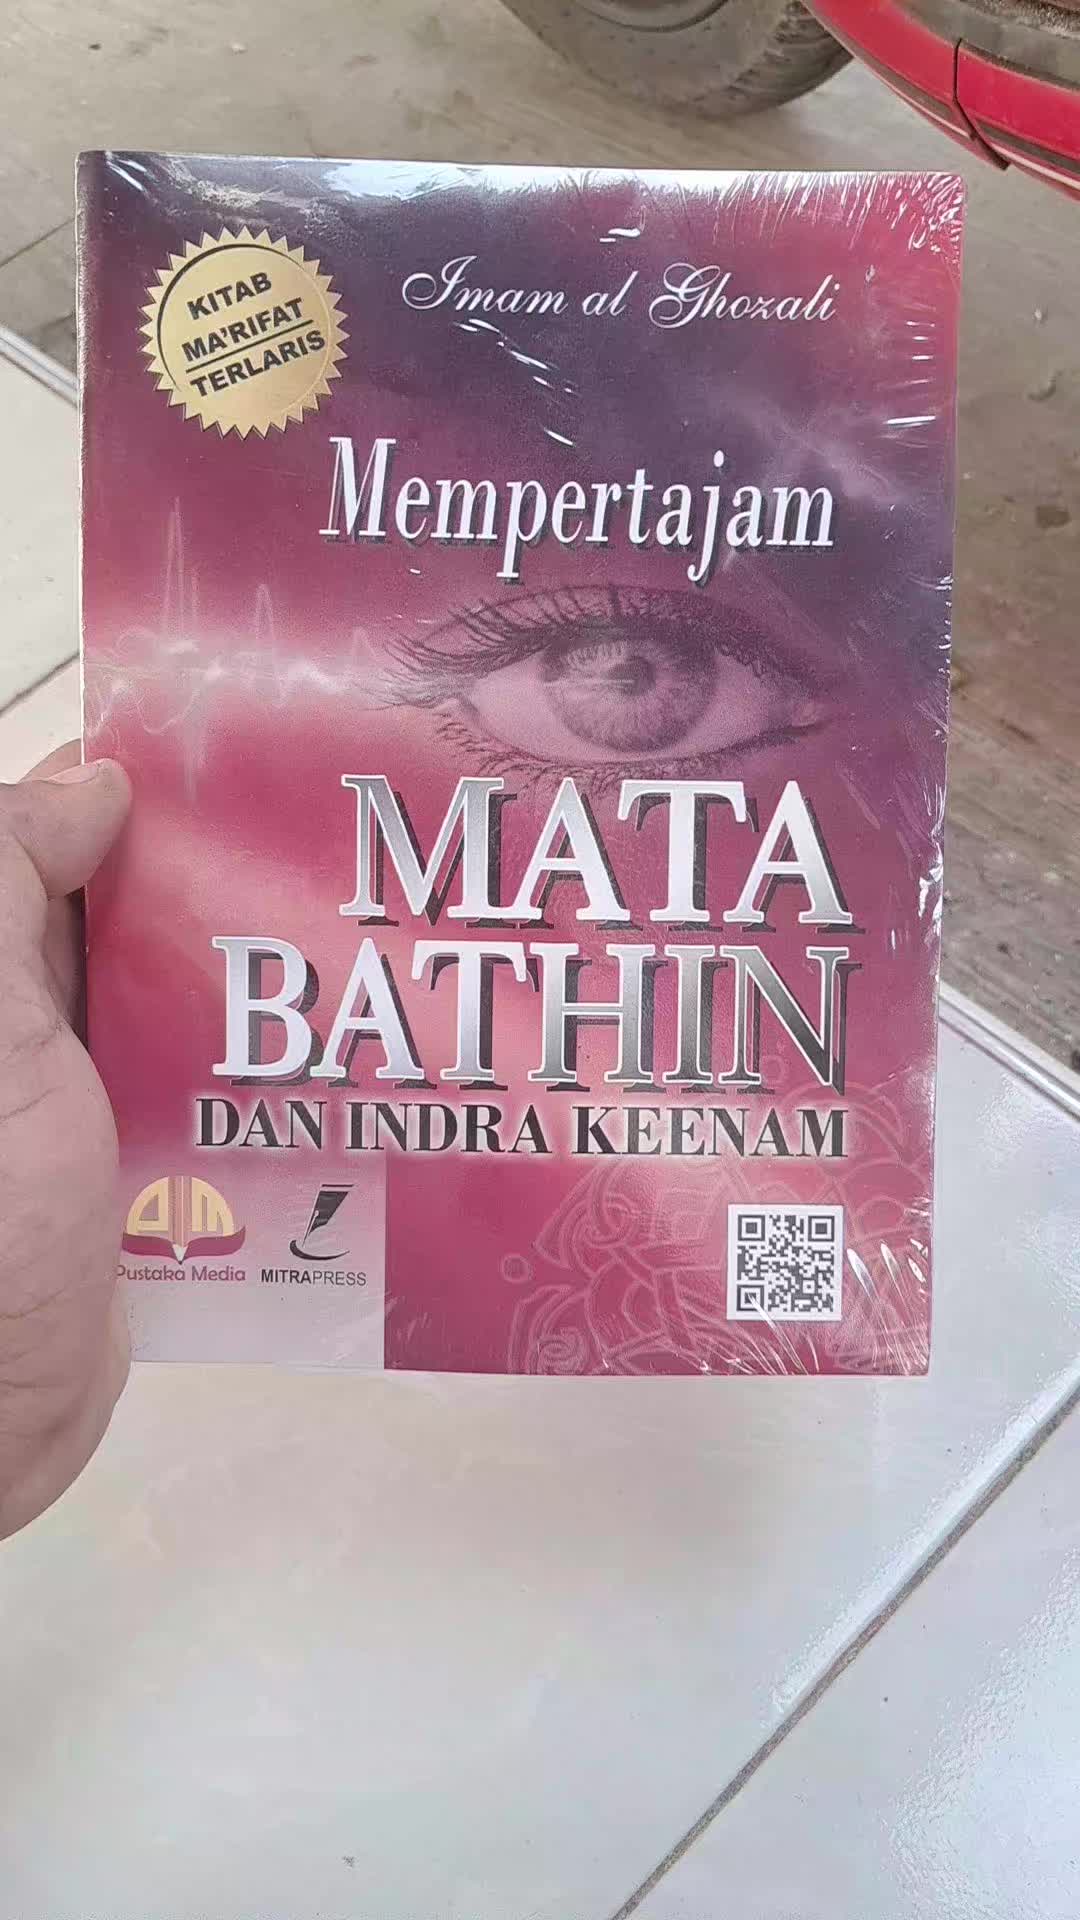 KITAB
MA'RIFAT
TERLARIS
Imam al Ghozali
Mempertajam
MATA
BATHIN
DAN INDRA KEENAM
Pustaka Media
MITRAPRESS